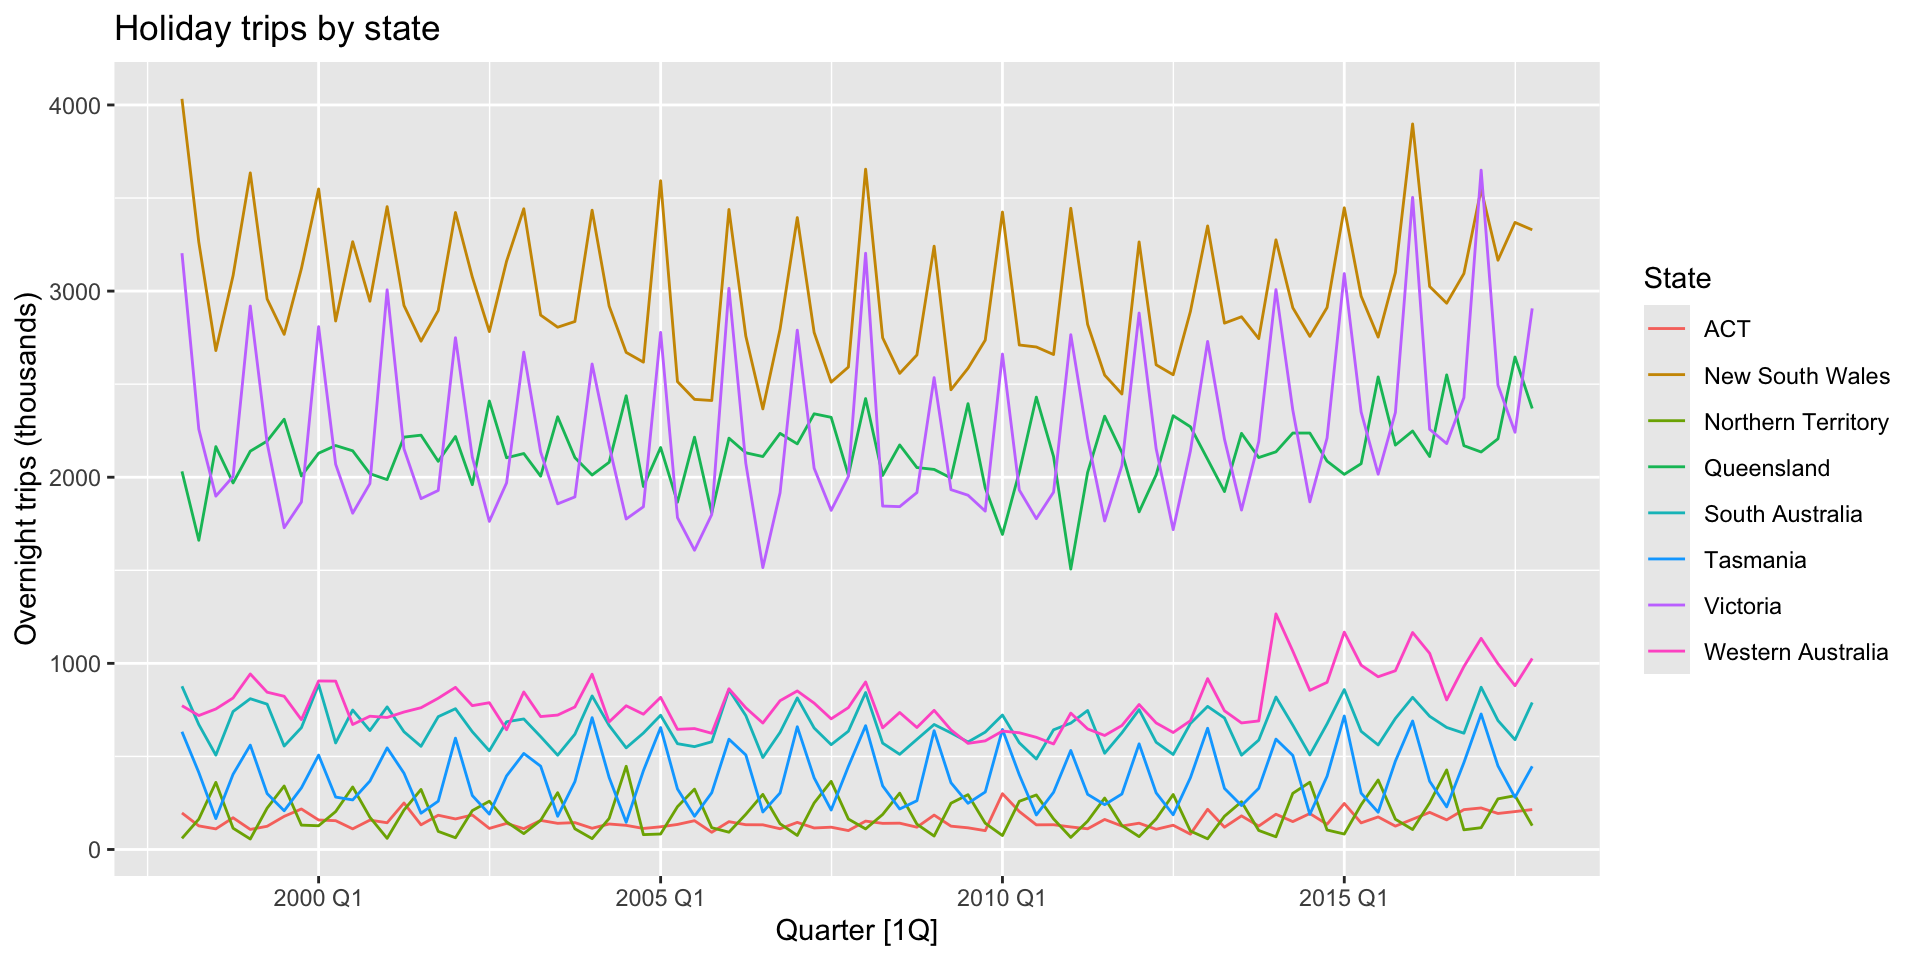 Holiday trips by state
4000
3000
2000
1000
0
Overnight trips (thousands)
2000 Q1
2005 Q1
2010 Q1
2015 Q1
Quarter [1Q]
State
ACT
New South Wales
Northern Territory
Queensland
South Australia
Tasmania
Victoria
Western Australia